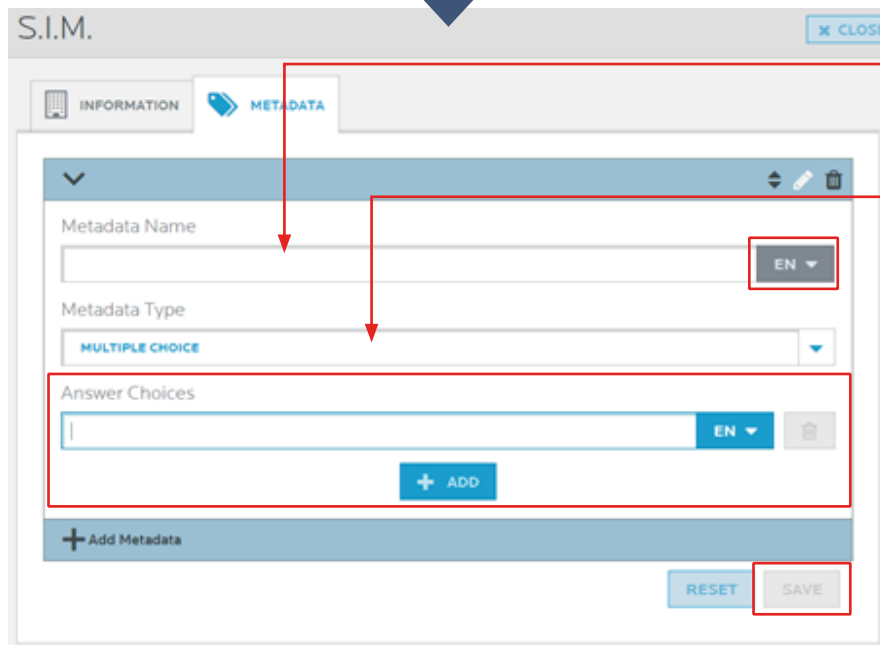 S.I.M.
CLOSE
INFORMATION
METADATA
Metadata Name
EN
Metadata Type
MULTIPLE CHOICE
Answer Choices
EN
+ ADD
+ Add Metadata
RESET SAVE